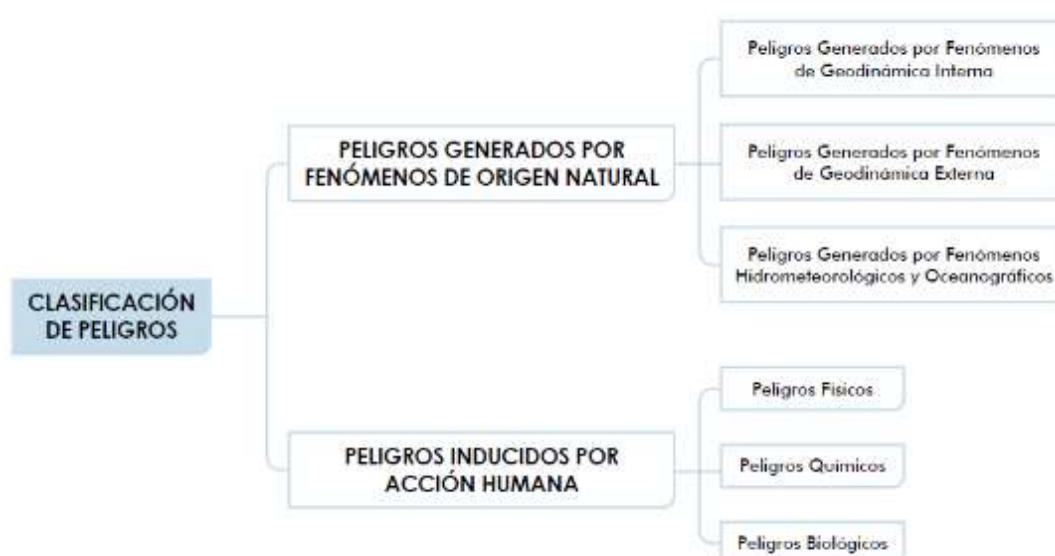 CLASIFICACIÓN
DE PELIGROS
PELIGROS GENERADOS POR
FENÓMENOS DE ORIGEN NATURAL
Peligros Generados por Fenómenos
de Geodinámica Interna
Peligros Generados por Fenómenos
de Geodinámica Externa
Peligros Generados por Fenómenos
Hidrometeorológicos y Oceanográficos
PELIGROS INDUCIDOS POR
ACCIÓN HUMANA
Peligros Físicos
Peligros Químicos
Peligros Biológicos